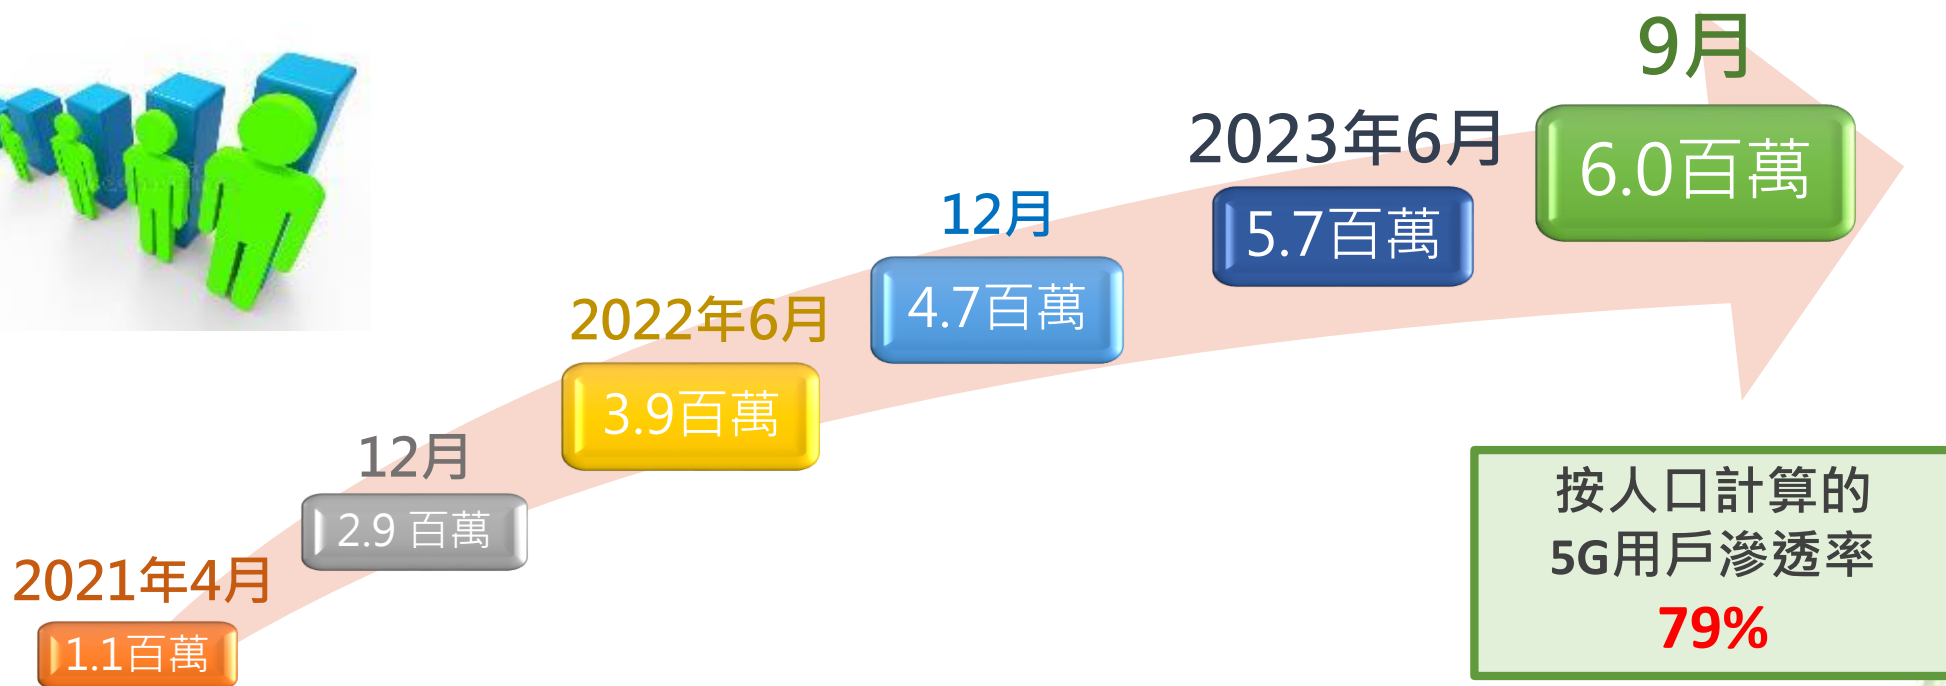 2021年4月
1.1百萬
12月
2.9 百萬
2022年6月
3.9百萬
12月
4.7百萬
2023年6月
5.7百萬
9月
6.0百萬
按人口計算的
5G用戶滲透率
79%